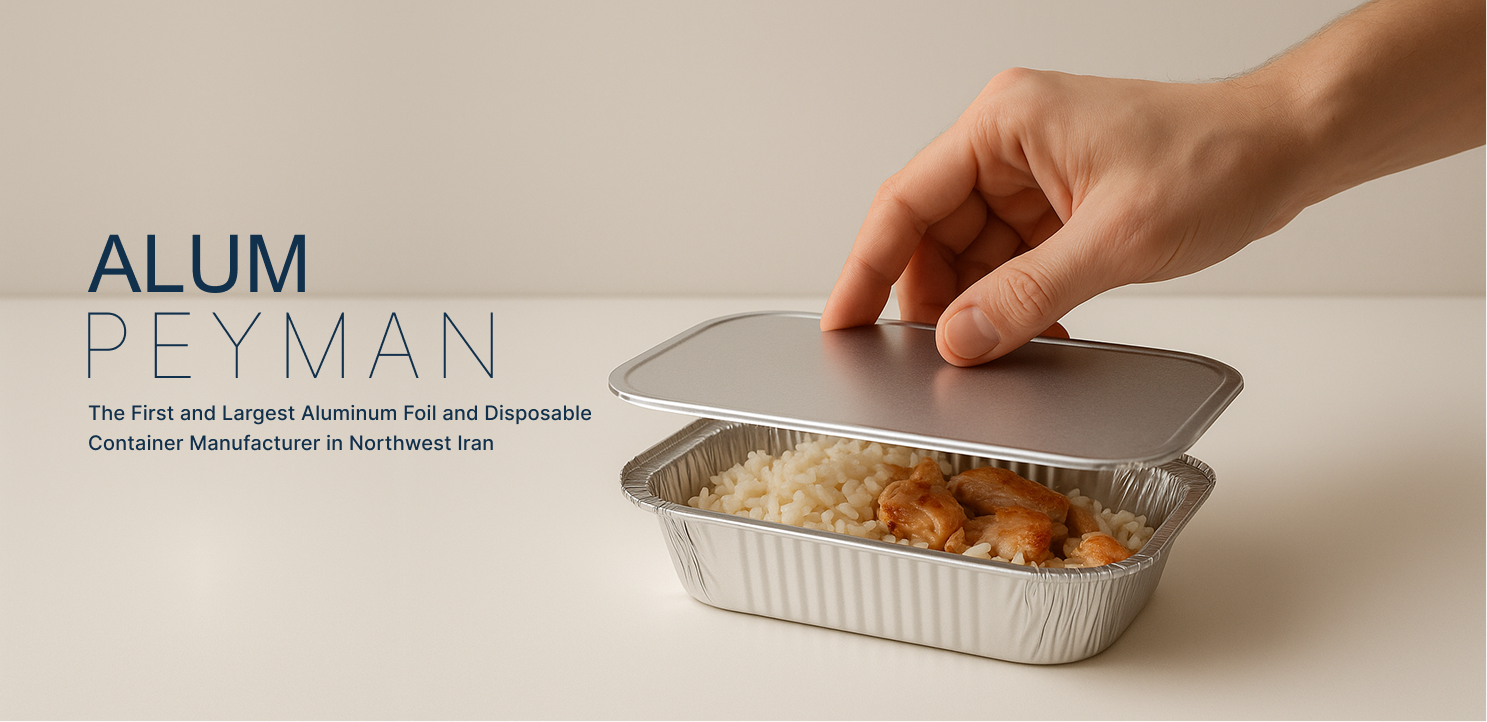 ALUM
PEYMAN
The First and Largest Aluminum Foil and Disposable
Container Manufacturer in Northwest Iran